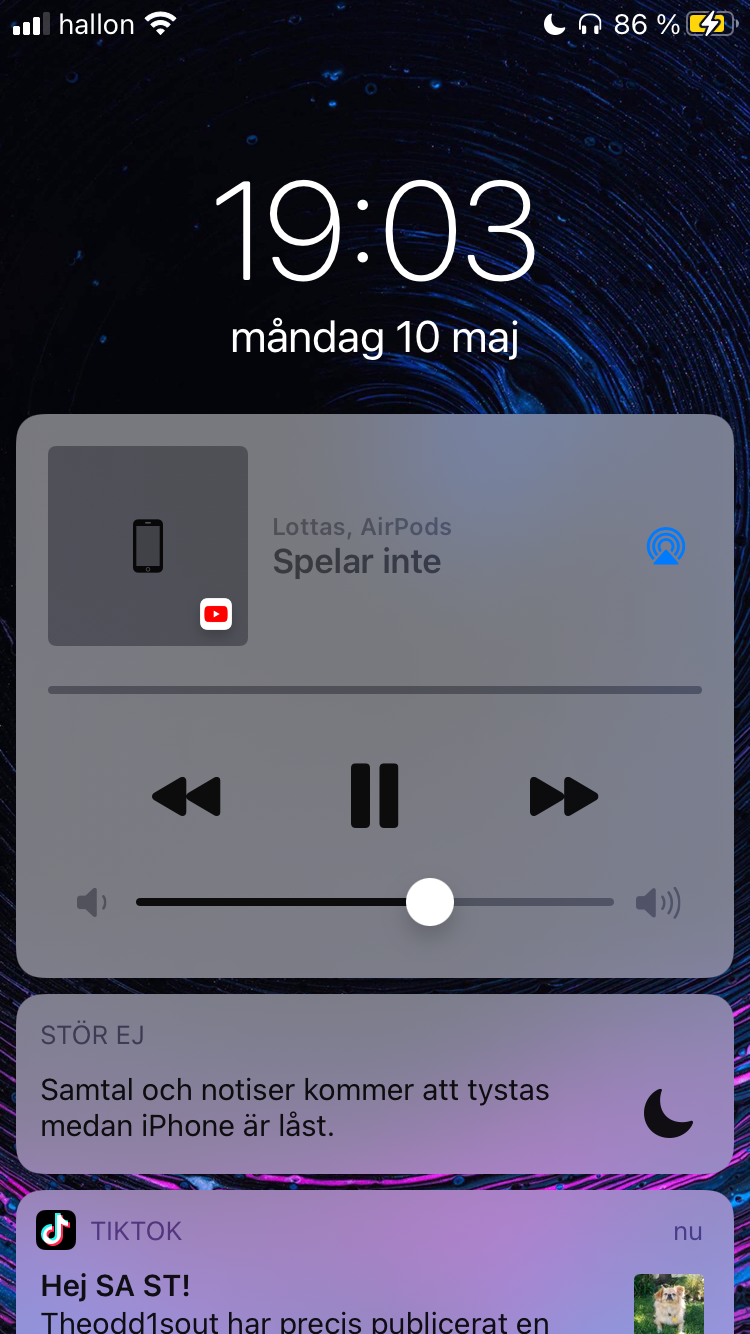 hallon 86 %
19:03
måndag 10 maj
Lottas, AirPods
Spelar inte
STÖR EJ
Samtal och notiser kommer att tystas
medan iPhone är låst.
TIKTOK nu
Hej SA ST!
Theodd1sout har precis publicerat en